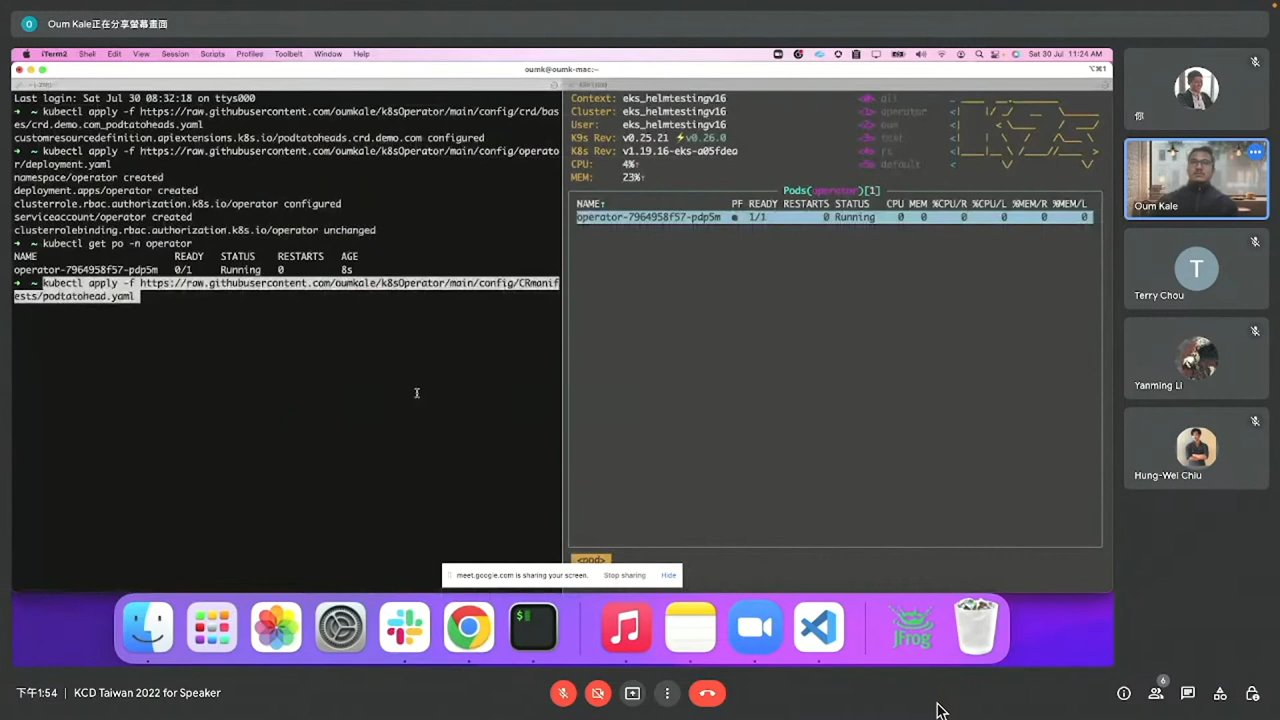 O Oum Kale正在分享螢幕畫面
iTerm2 Shell Edit View Session Scripts Profiles Toolbelt Window Help
Sat 30 Jul 11:24 AM
oumk@oumk-mac:~
⌥⌘1
Last login: Sat Jul 30 08:32:18 on ttys000
➜ ~ kubectl apply -f https://raw.githubusercontent.com/oumkale/k8sOperator/main/config/crd/bas
es/crd.demo.com_podtatoheads.yaml
customresourcedefinition.apiextensions.k8s.io/podtatoheads.crd.demo.com configured
➜ ~ kubectl apply -f https://raw.githubusercontent.com/oumkale/k8sOperator/main/config/operato
r/deployment.yaml
namespace/operator created
deployment.apps/operator created
clusterrole.rbac.authorization.k8s.io/operator configured
serviceaccount/operator created
clusterrolebinding.rbac.authorization.k8s.io/operator unchanged
➜ ~ kubectl get po -n operator
NAME READY STATUS RESTARTS AGE
operator-7964958f57-pdp5m 0/1 Running 0 8s
➜ ~ kubectl apply -f https://raw.githubusercontent.com/oumkale/k8sOperator/main/config/CRmanif
ests/podtatohead.yaml
Context: eks_helmtestingv16 <0> all
Cluster: eks_helmtestingv16 <1> operator
User: eks_helmtestingv16 <2>
K9s Rev: v0.25.21 ⚡v0.26.0 <3>
K8s Rev: v1.19.16-eks-a05fdea <4>
CPU: 4%↑ <5> default
MEM: 23%↑
Pods(operator)[1]
NAME↑ PF READY RESTARTS STATUS CPU MEM %CPU/R %CPU/L %MEM/R %MEM/L
operator-7964958f57-pdp5m ● 1/1 0 Running 0 0 0 0 0 0
<pod>
meet.google.com is sharing your screen. Stop sharing Hide
$
JFrog
你
Oum Kale
T
Terry Chou
Yanming Li
Hung-Wei Chiu
下午1:54 | KCD Taiwan 2022 for Speaker
6